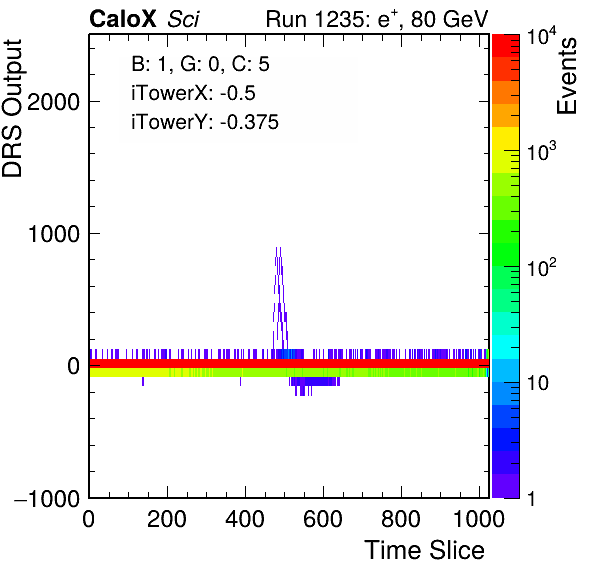 CaloX Sci Run 1235: e+, 80 GeV
B: 1, G: 0, C: 5
iTowerX: -0.5
iTowerY: -0.375
DRS Output
2000
1000
0
−1000
0 200 400 600 800 1000
Time Slice
Events
10^4
10^3
10^2
10
1